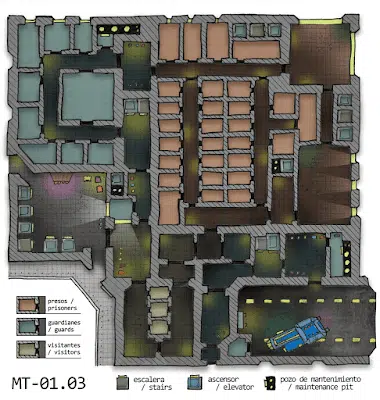 presos /
/ prisoners
guardianes
/ guards
visitantes
/ visitors
MT-01.03
escalera
/ stairs
ascensor
/ elevator
pozo de mantenimiento
/ maintenance pit